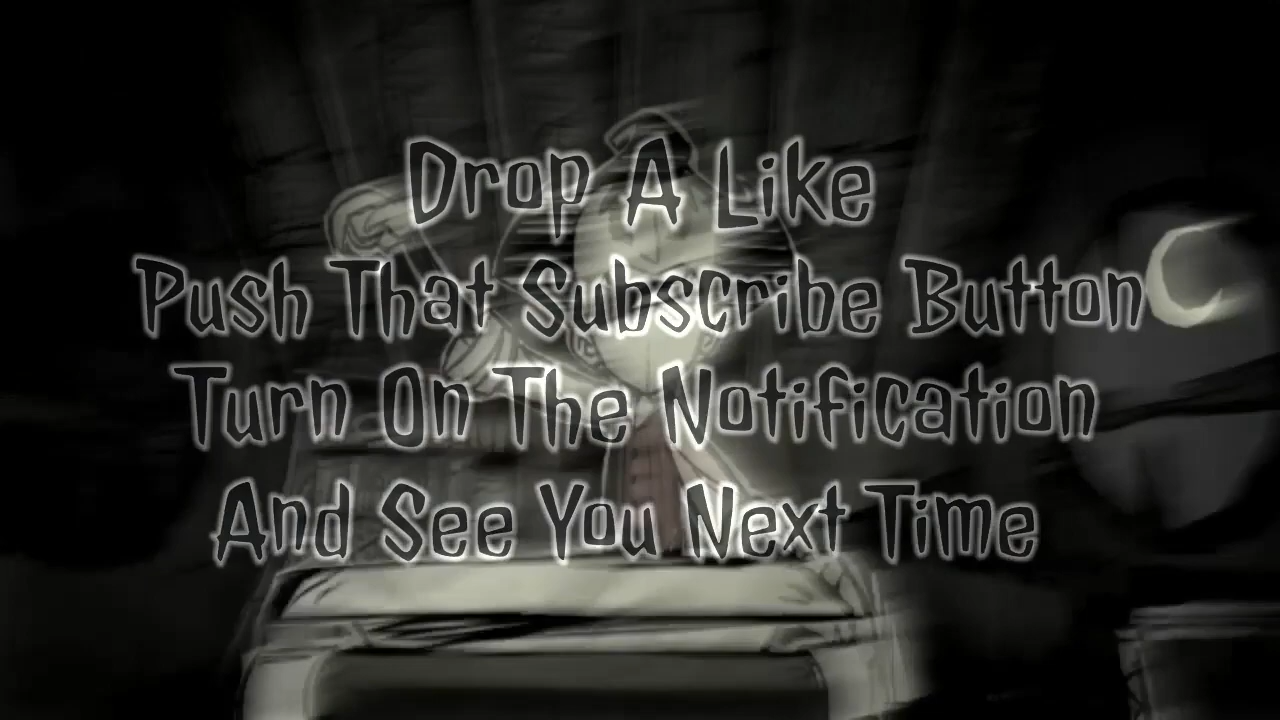 Drop A Like
Push That Subscribe Button
Turn On The Notification
And See You Next Time